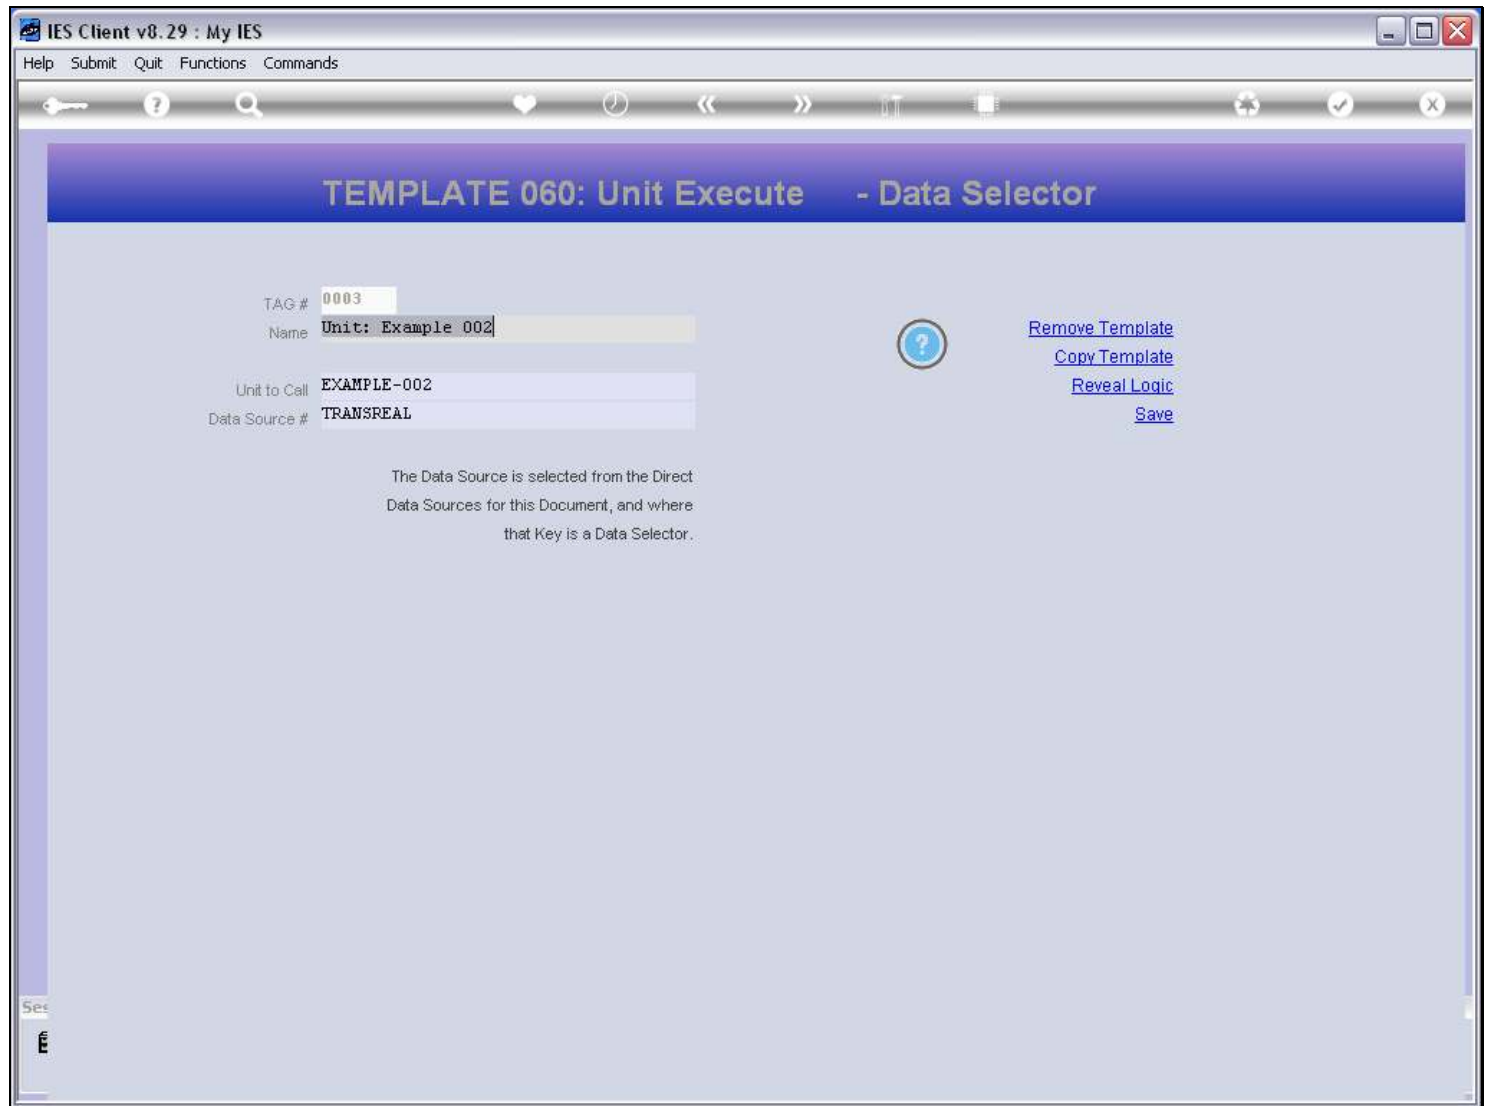 IES Client v8.29 : My IES
Help Submit Quit Functions Commands
TEMPLATE 060: Unit Execute - Data Selector
TAG # 0003
Name Unit: Example 002
Remove Template
Copy Template
Unit to Call EXAMPLE-002
Reveal Logic
Data Source # TRANSREAL
Save
The Data Source is selected from the Direct
Data Sources for this Document, and where
that Key is a Data Selector.
Ses